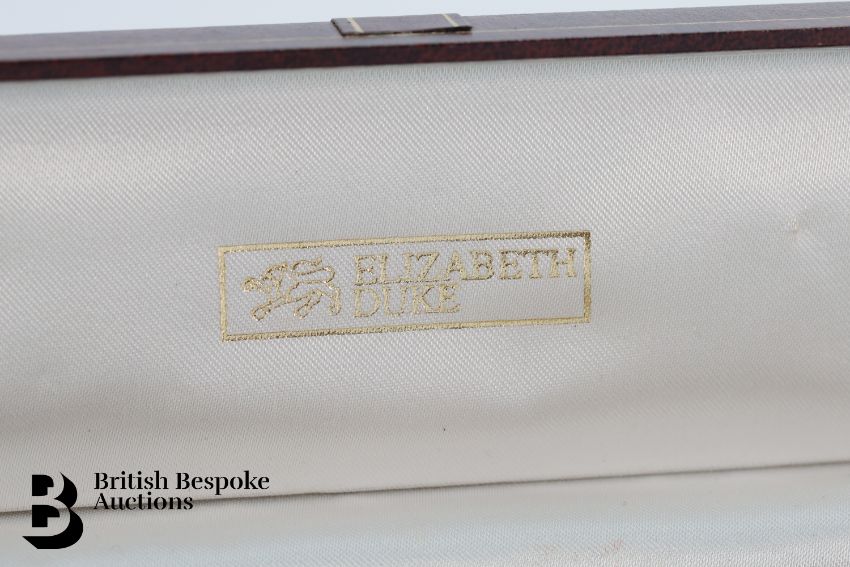 ELIZABETH
DUKE
British Bespoke
Auctions